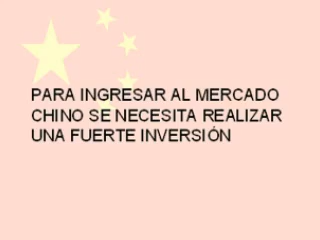 PARA INGRESAR AL MERCADO
CHINO SE NECESITA REALIZAR
UNA FUERTE INVERSIÓN